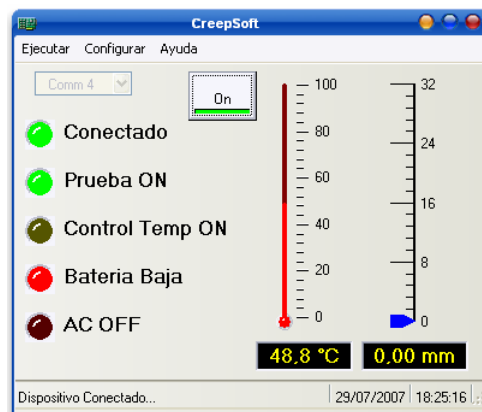 CreepSoft
Ejecutar Configurar Ayuda
Comm 4
On
Conectado
Prueba ON
Control Temp ON
Bateria Baja
AC OFF
100
80
60
40
20
0
32
24
16
8
0
48,8 °C
0,00 mm
Dispositivo Conectado...
29/07/2007
18:25:16